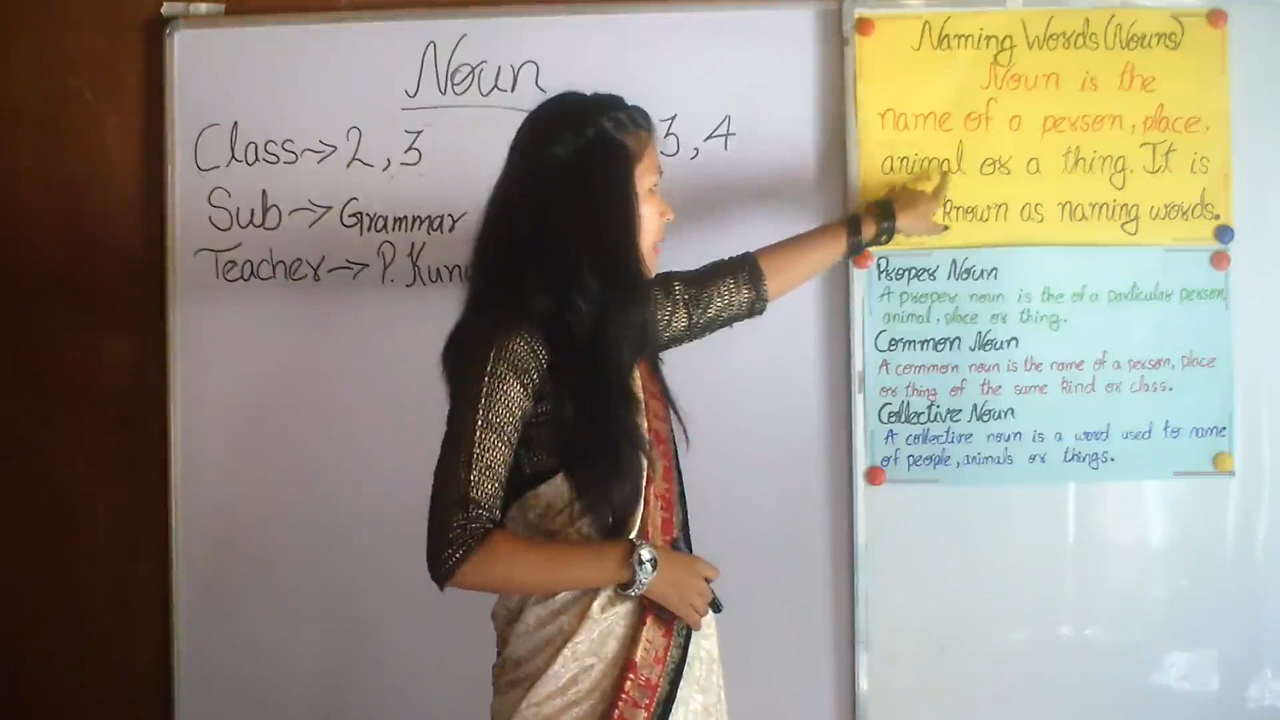 Noun
Class→2,3 3,4
Sub→Grammar
Teacher→P.
Naming Words(Nouns)
Noun is the
name of a person, place,
animal or a thing. It is
known as naming words.
Proper Noun
A proper noun is the of a particular person,
animal, place or thing.
Common Noun
A common noun is the name of a person, place
or thing of the same kind or class.
Collective Noun
A collective noun is a word used to name
of people, animals or things.